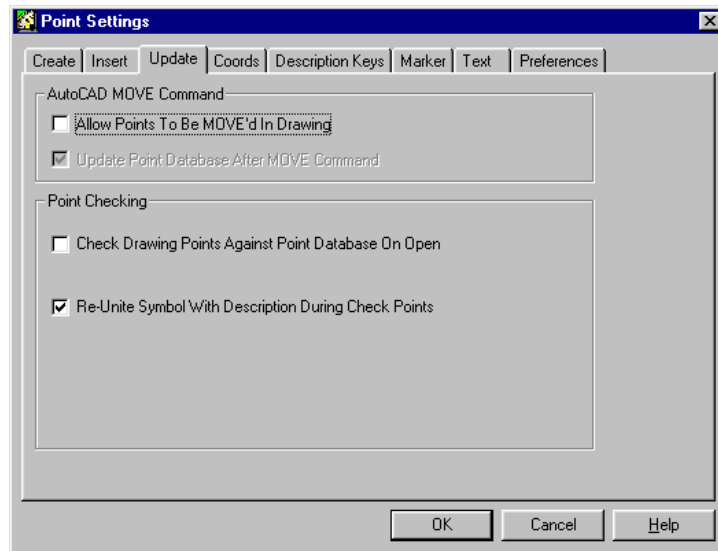 Point Settings
Create Insert Update Coords Description Keys Marker Text Preferences
AutoCAD MOVE Command
Allow Points To Be MOVE'd In Drawing
Update Point Database After MOVE Command
Point Checking
Check Drawing Points Against Point Database On Open
Re-Unite Symbol With Description During Check Points
OK Cancel Help